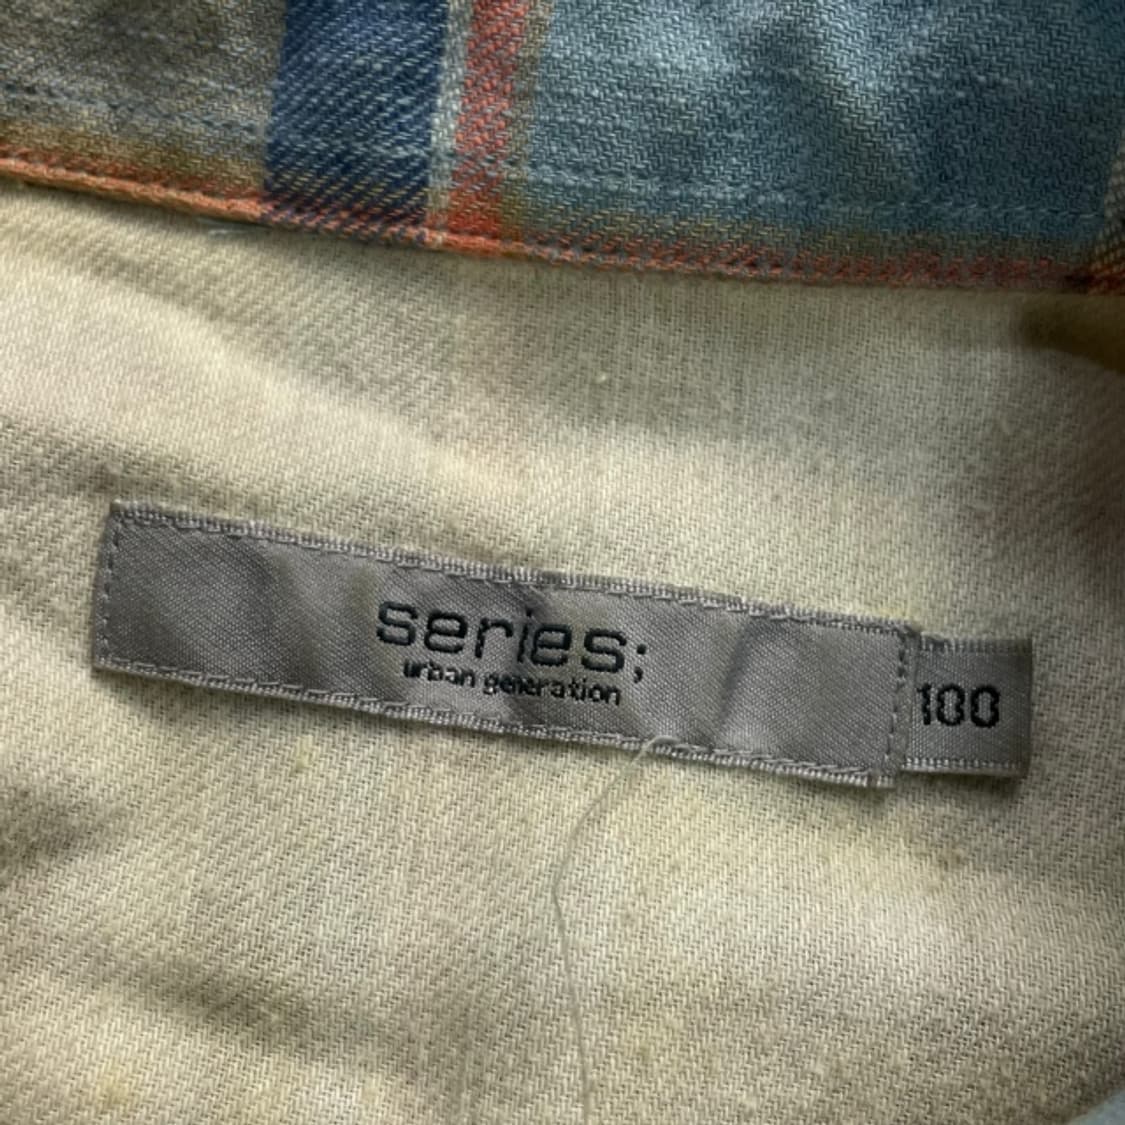 series;
urban generation
100